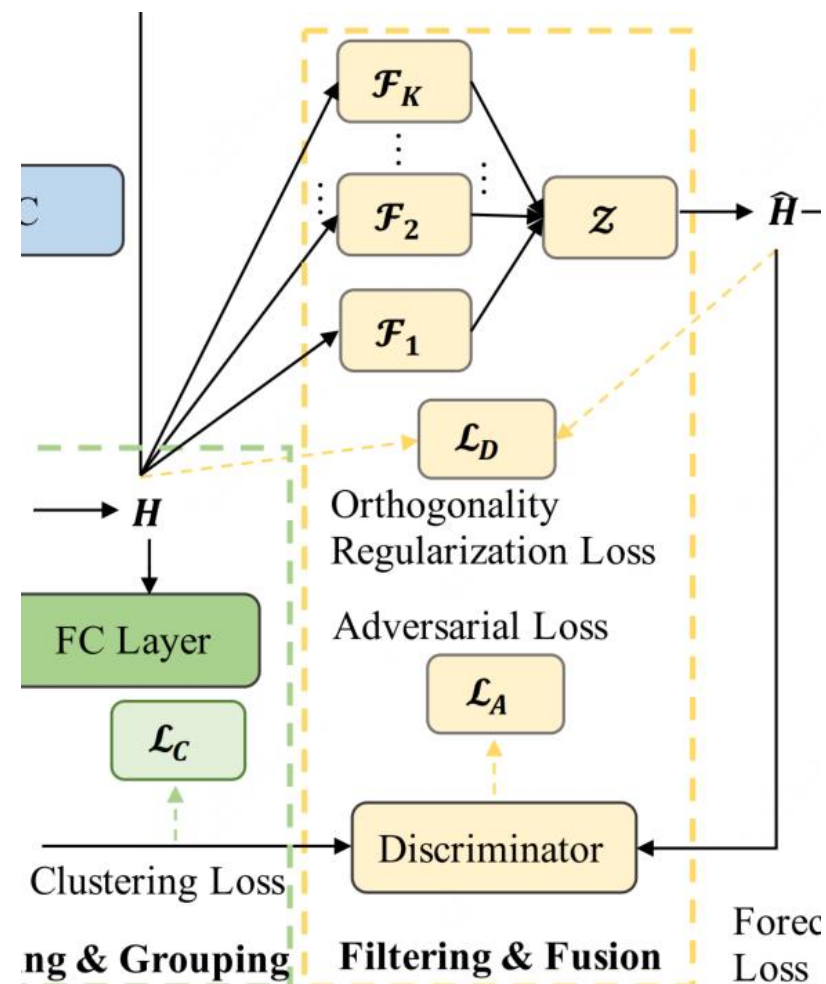 𝓕_K
C
𝓕_2
𝓩
Ĥ
𝓕_1
𝓛_D
H
Orthogonality
Regularization Loss
FC Layer
Adversarial Loss
𝓛_A
𝓛_C
Discriminator
Clustering Loss
ng & Grouping
Filtering & Fusion
Forec
Loss